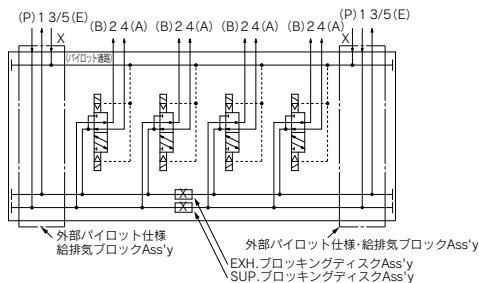 (P)1 3/5(E)
(B)2 4(A) (B)2 4(A) (B)2 4(A) (B)2 4(A)
(P)1 3/5(E)
X
X
(パイロット通路)
X
X
外部パイロット仕様
給排気ブロックAss'y
外部パイロット仕様・給排気ブロックAss'y
EXH.ブロッキングディスクAss'y
SUP.ブロッキングディスクAss'y